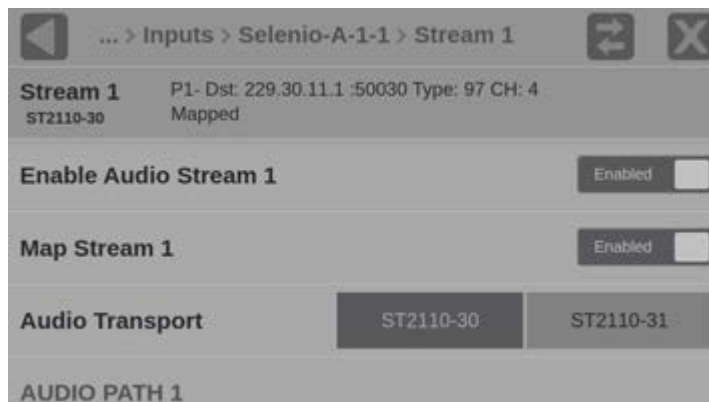 ... > Inputs > Selenio-A-1-1 > Stream 1
Stream 1 P1- Dst: 229.30.11.1 :50030 Type: 97 CH: 4
ST2110-30 Mapped
Enable Audio Stream 1 Enabled
Map Stream 1 Enabled
Audio Transport ST2110-30 ST2110-31
AUDIO PATH 1